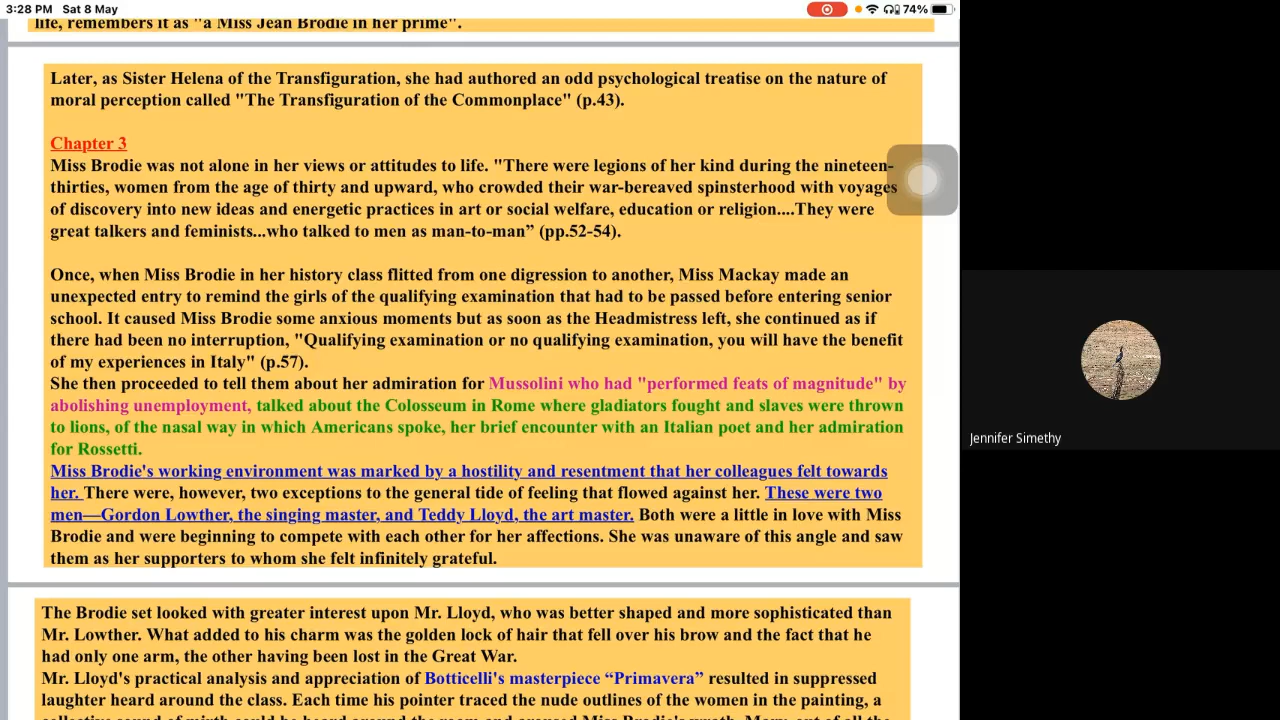 3:28 PM Sat 8 May
74%
life, remembers it as "a Miss Jean Brodie in her prime".
Later, as Sister Helena of the Transfiguration, she had authored an odd psychological treatise on the nature of
moral perception called "The Transfiguration of the Commonplace" (p.43).
Chapter 3
Miss Brodie was not alone in her views or attitudes to life. "There were legions of her kind during the nineteen-
thirties, women from the age of thirty and upward, who crowded their war-bereaved spinsterhood with voyages
of discovery into new ideas and energetic practices in art or social welfare, education or religion....They were
great talkers and feminists...who talked to men as man-to-man” (pp.52-54).
Once, when Miss Brodie in her history class flitted from one digression to another, Miss Mackay made an
unexpected entry to remind the girls of the qualifying examination that had to be passed before entering senior
school. It caused Miss Brodie some anxious moments but as soon as the Headmistress left, she continued as if
there had been no interruption, "Qualifying examination or no qualifying examination, you will have the benefit
of my experiences in Italy" (p.57).
She then proceeded to tell them about her admiration for Mussolini who had "performed feats of magnitude" by
abolishing unemployment, talked about the Colosseum in Rome where gladiators fought and slaves were thrown
to lions, of the nasal way in which Americans spoke, her brief encounter with an Italian poet and her admiration
for Rossetti.
Miss Brodie's working environment was marked by a hostility and resentment that her colleagues felt towards
her. There were, however, two exceptions to the general tide of feeling that flowed against her. These were two
men—Gordon Lowther, the singing master, and Teddy Lloyd, the art master. Both were a little in love with Miss
Brodie and were beginning to compete with each other for her affections. She was unaware of this angle and saw
them as her supporters to whom she felt infinitely grateful.
The Brodie set looked with greater interest upon Mr. Lloyd, who was better shaped and more sophisticated than
Mr. Lowther. What added to his charm was the golden lock of hair that fell over his brow and the fact that he
had only one arm, the other having been lost in the Great War.
Mr. Lloyd's practical analysis and appreciation of Botticelli's masterpiece “Primavera” resulted in suppressed
laughter heard around the class. Each time his pointer traced the nude outlines of the women in the painting, a
collective sound of mirth could be heard around the room and aroused Miss Brodie's wrath. Mary, out of all the
Jennifer Simethy